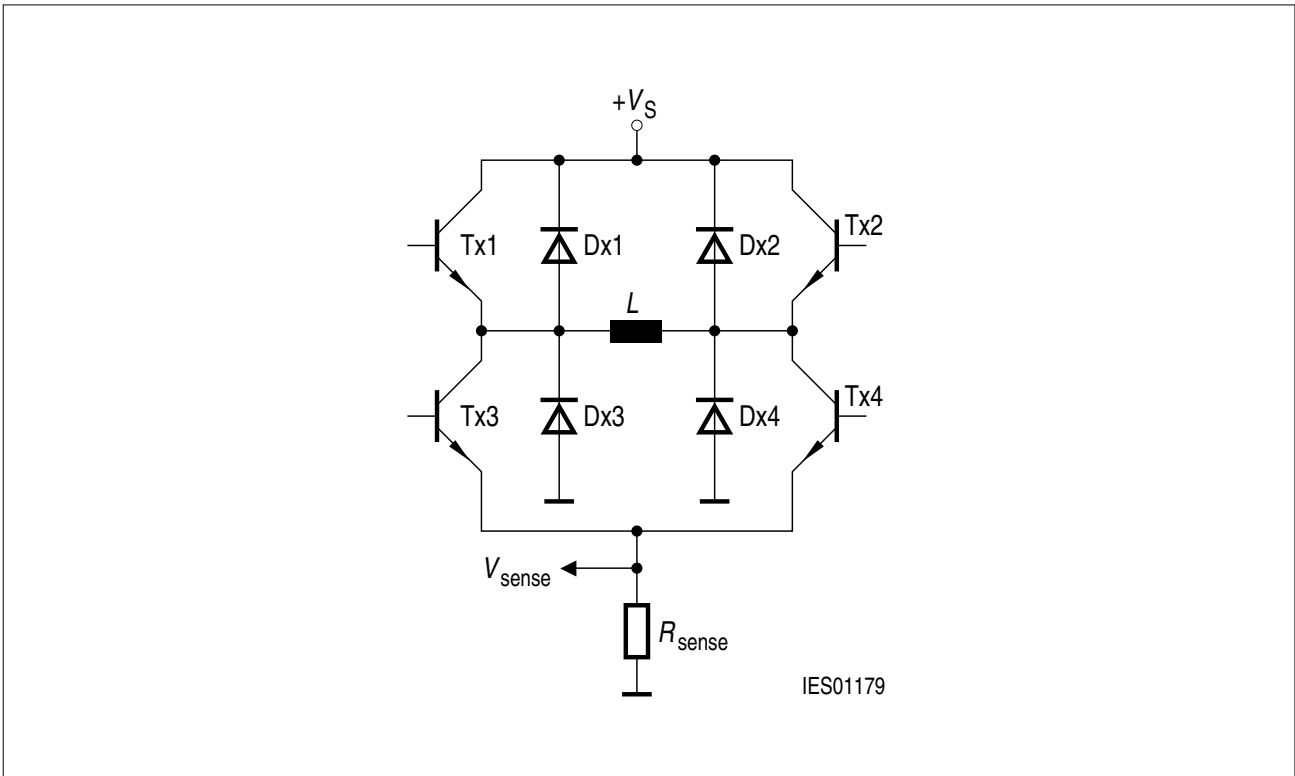 +VS
Tx1
Dx1
Dx2
Tx2
L
Tx3
Dx3
Dx4
Tx4
Vsense
Rsense
IES01179